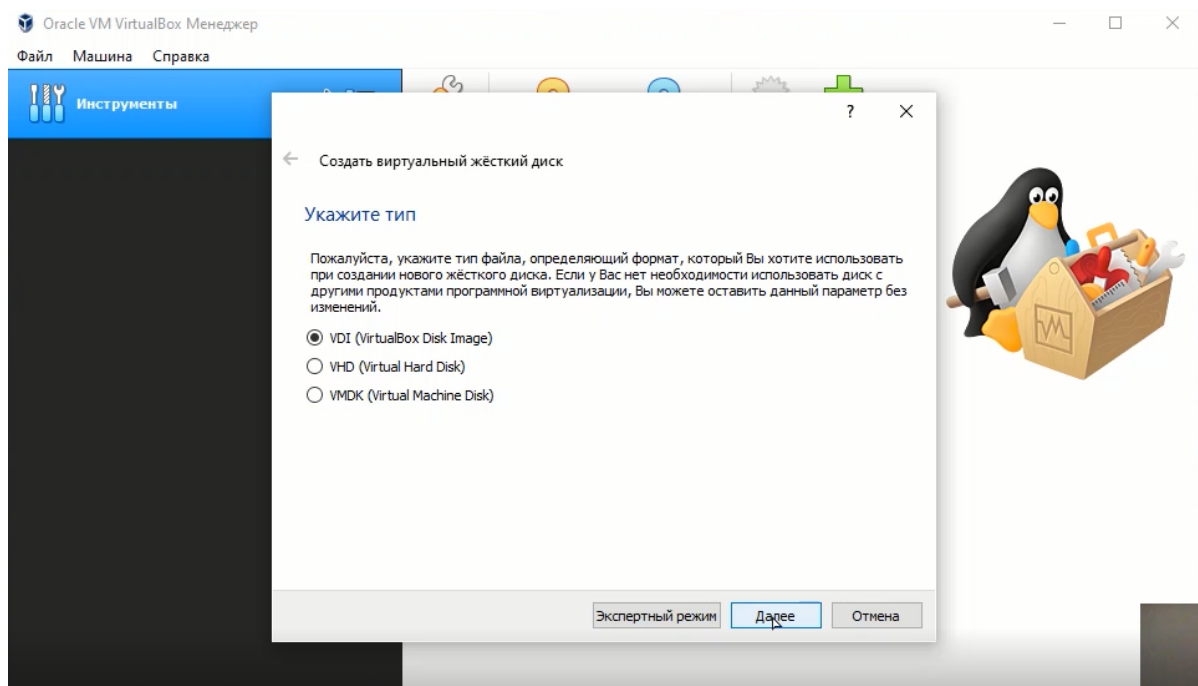 Oracle VM VirtualBox Менеджер
Файл Машина Справка
Инструменты
?
Создать виртуальный жёсткий диск
Укажите тип
Пожалуйста, укажите тип файла, определяющий формат, который Вы хотите использовать
при создании нового жёсткого диска. Если у Вас нет необходимости использовать диск с
другими продуктами программной виртуализации, Вы можете оставить данный параметр без
изменений.
VDI (VirtualBox Disk Image)
VHD (Virtual Hard Disk)
VMDK (Virtual Machine Disk)
Экспертный режим Далее Отмена